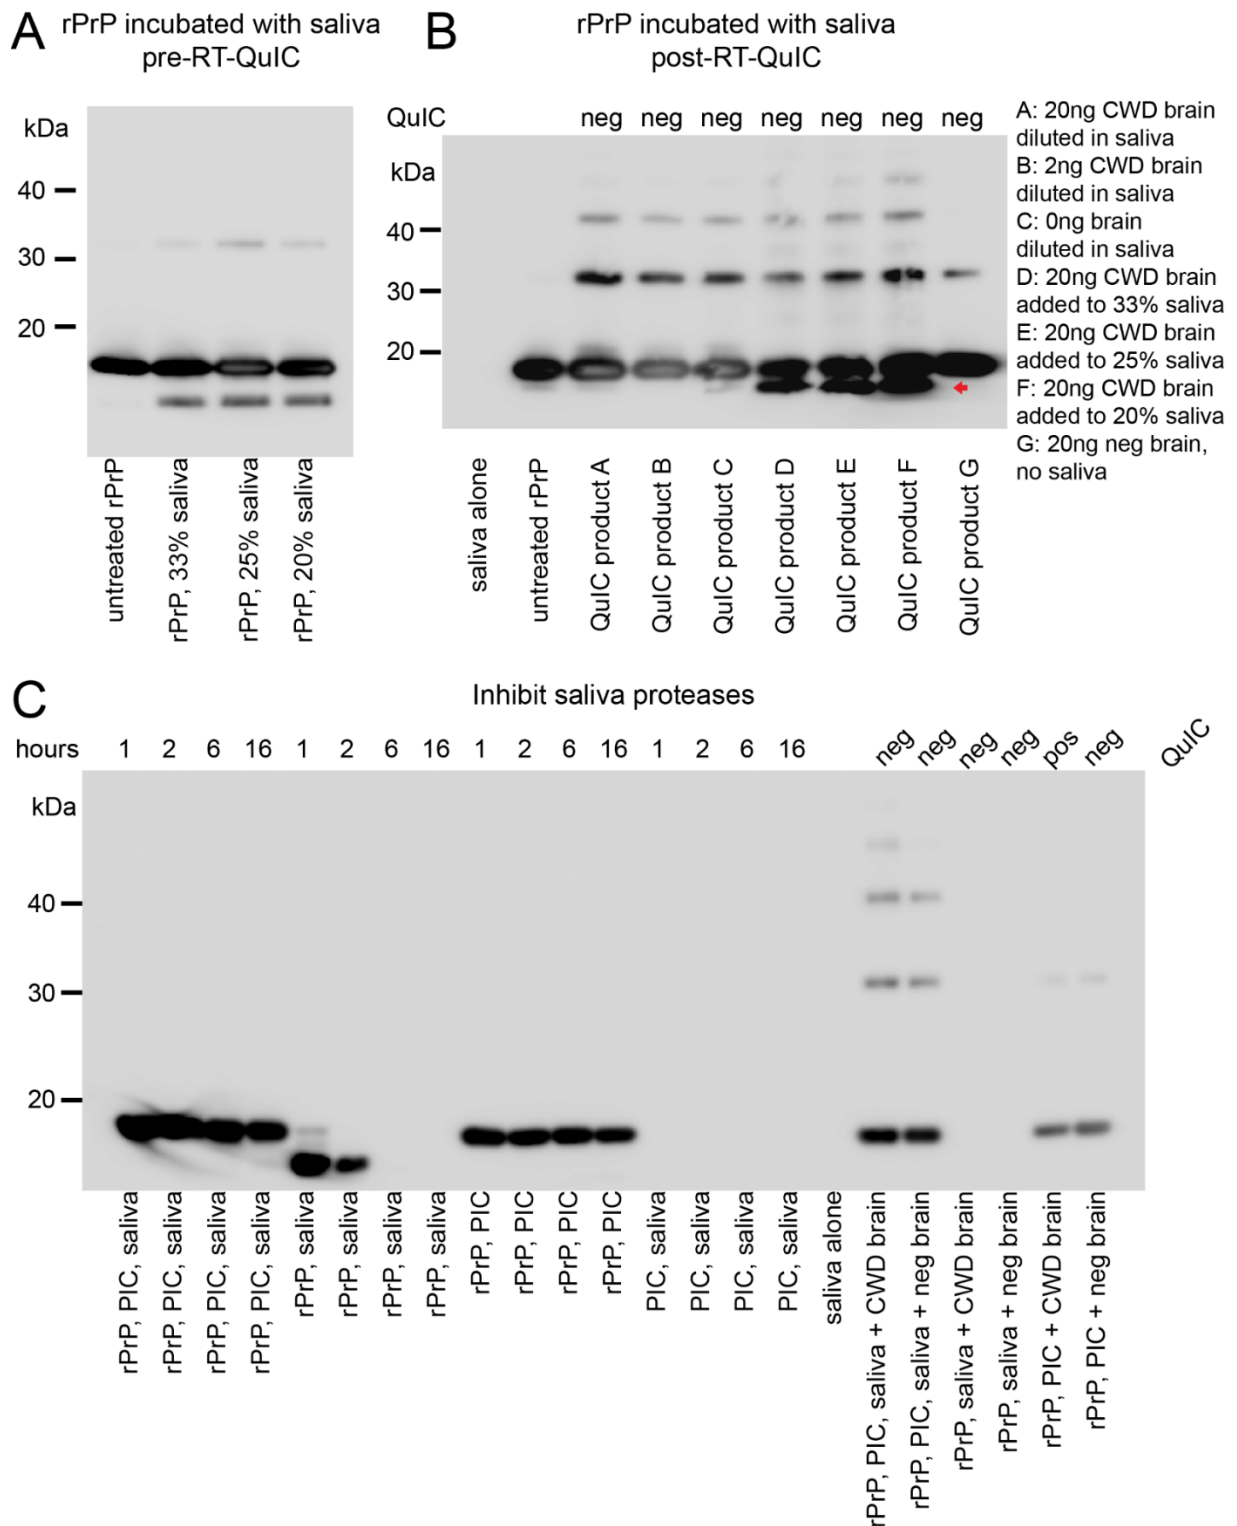 A
rPrP incubated with saliva
pre-RT-QuIC
kDa
40
30
20
untreated rPrP
rPrP, 33% saliva
rPrP, 25% saliva
rPrP, 20% saliva
B
rPrP incubated with saliva
post-RT-QuIC
QuIC neg neg neg neg neg neg neg
kDa
40
30
20
saliva alone
untreated rPrP
QuIC product A
QuIC product B
QuIC product C
QuIC product D
QuIC product E
QuIC product F
QuIC product G
A: 20ng CWD brain
diluted in saliva
B: 2ng CWD brain
diluted in saliva
C: 0ng brain
diluted in saliva
D: 20ng CWD brain
added to 33% saliva
E: 20ng CWD brain
added to 25% saliva
F: 20ng CWD brain
added to 20% saliva
G: 20ng neg brain,
no saliva
C
Inhibit saliva proteases
hours 1 2 6 16 1 2 6 16 1 2 6 16 1 2 6 16 neg neg neg neg pos neg QuIC
kDa
40
30
20
rPrP, PIC, saliva
rPrP, PIC, saliva
rPrP, PIC, saliva
rPrP, PIC, saliva
rPrP, saliva
rPrP, saliva
rPrP, saliva
rPrP, saliva
rPrP, PIC
rPrP, PIC
rPrP, PIC
rPrP, PIC
PIC, saliva
PIC, saliva
PIC, saliva
PIC, saliva
saliva alone
rPrP, PIC, saliva + CWD brain
rPrP, PIC, saliva + neg brain
rPrP, saliva + CWD brain
rPrP, saliva + neg brain
rPrP, PIC + CWD brain
rPrP, PIC + neg brain